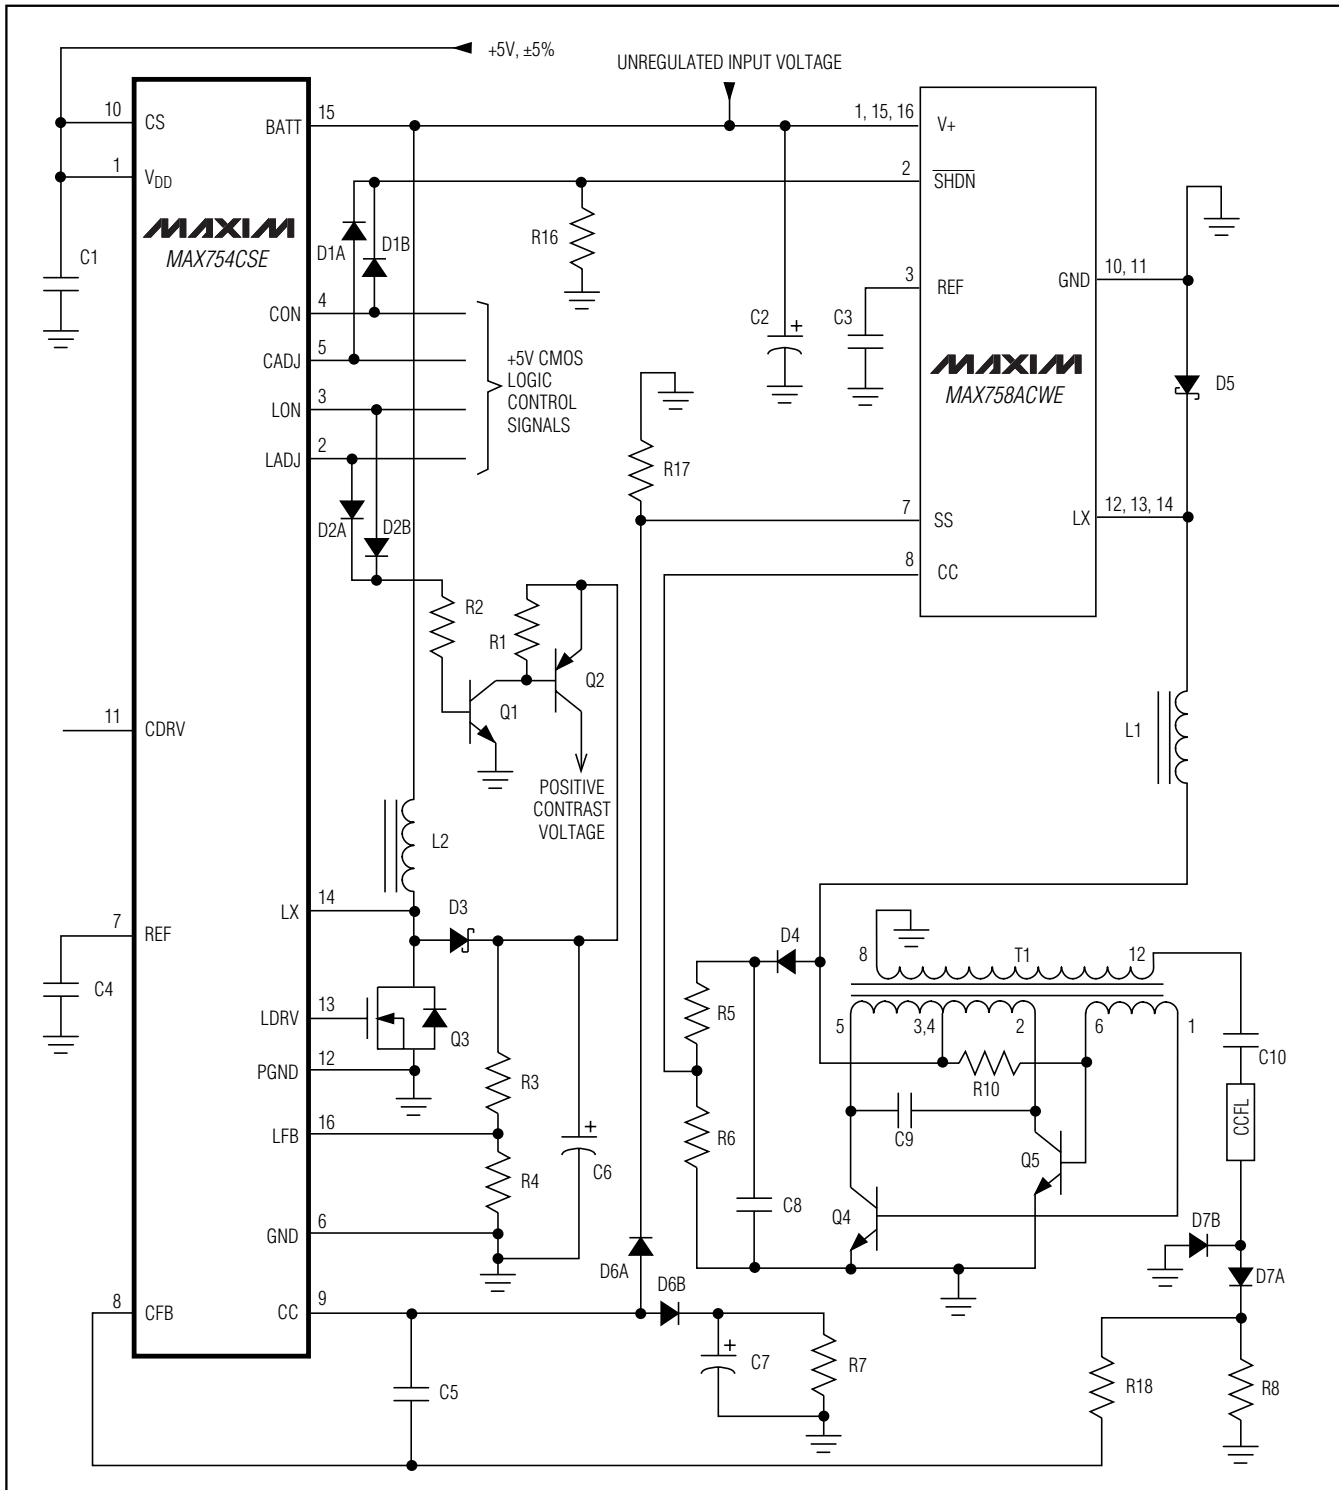 +5V, ±5%
UNREGULATED INPUT VOLTAGE
10
CS
BATT
15
1, 15, 16
V+
1
VDD
2
SHDN
MAXIM
MAX754CSE
D1A
D1B
R16
C1
10, 11
GND
3
REF
CON
4
C2
+
C3
CADJ
5
+5V CMOS
LOGIC
CONTROL
SIGNALS
MAXIM
MAX758ACWE
D5
LON
3
LADJ
2
R17
D2A
D2B
7
SS
12, 13, 14
LX
8
CC
R2
R1
Q2
Q1
11
CDRV
L1
POSITIVE
CONTRAST
VOLTAGE
L2
LX
14
D3
7
REF
D4
8
T1
12
C4
LDRV
13
Q3
R5
5
3,4
2
6
1
C10
PGND
12
R3
R10
CCFL
LFB
16
+
C6
R6
C9
Q5
R4
C8
Q4
GND
6
D7B
D6A
D6B
D7A
8
CFB
CC
9
+
C7
R7
C5
R18
R8